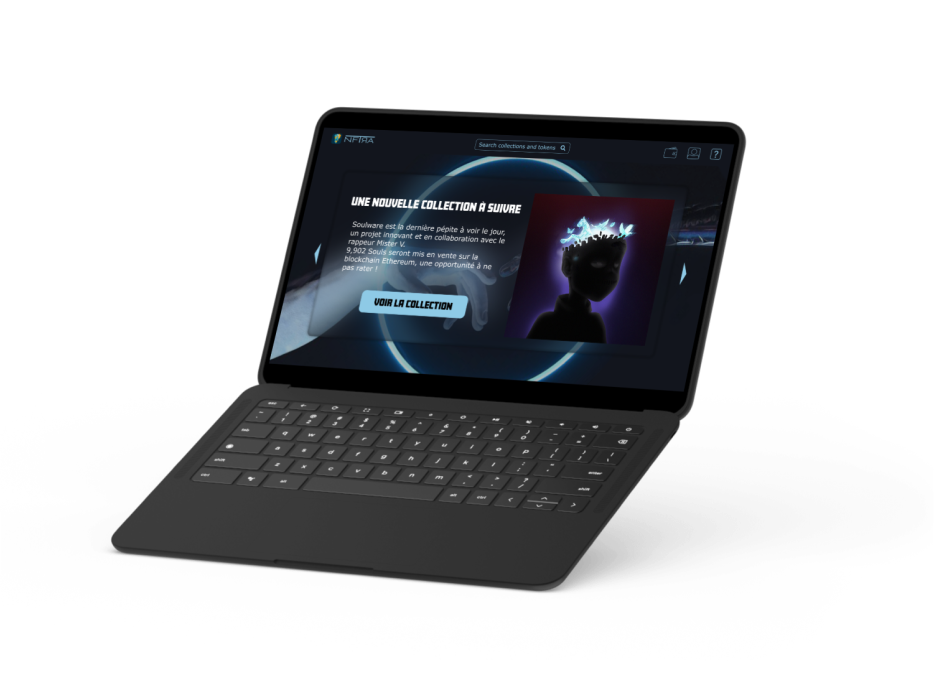 NFTRA
Search collections and tokens
?
UNE NOUVELLE COLLECTION À SUIVRE
Soulware est la dernière pépite à voir le jour,
un projet innovant et en collaboration avec le
rappeur Mister V.
9,902 Souls seront mis en vente sur la
blockchain Ethereum, une opportunité à ne
pas rater !
VOIR LA COLLECTION
q w e r t y u i o p
a s d f g h j k l
z x c v b n m